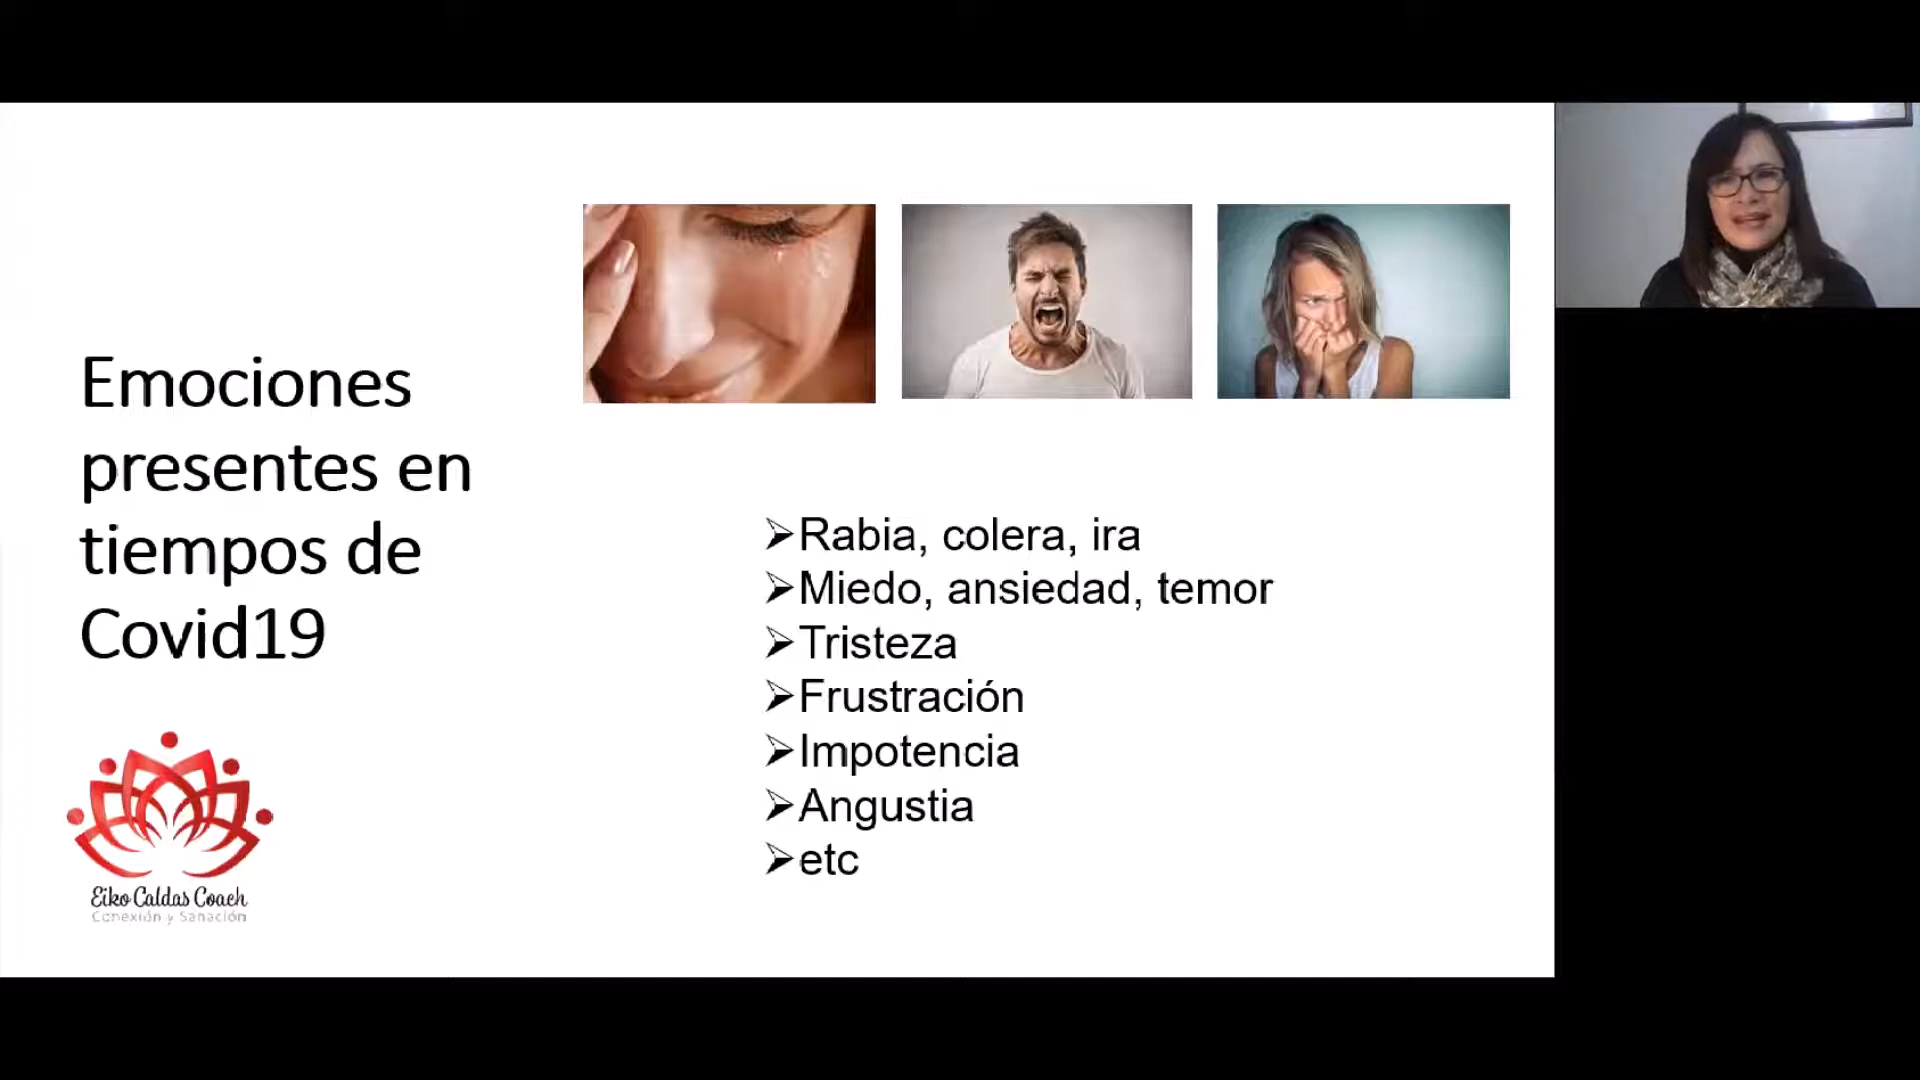 Emociones
presentes en
tiempos de
Covid19
Rabia, colera, ira
Miedo, ansiedad, temor
Tristeza
Frustración
Impotencia
Angustia
etc
Eiko Caldas Coach
Conexión y Sanación